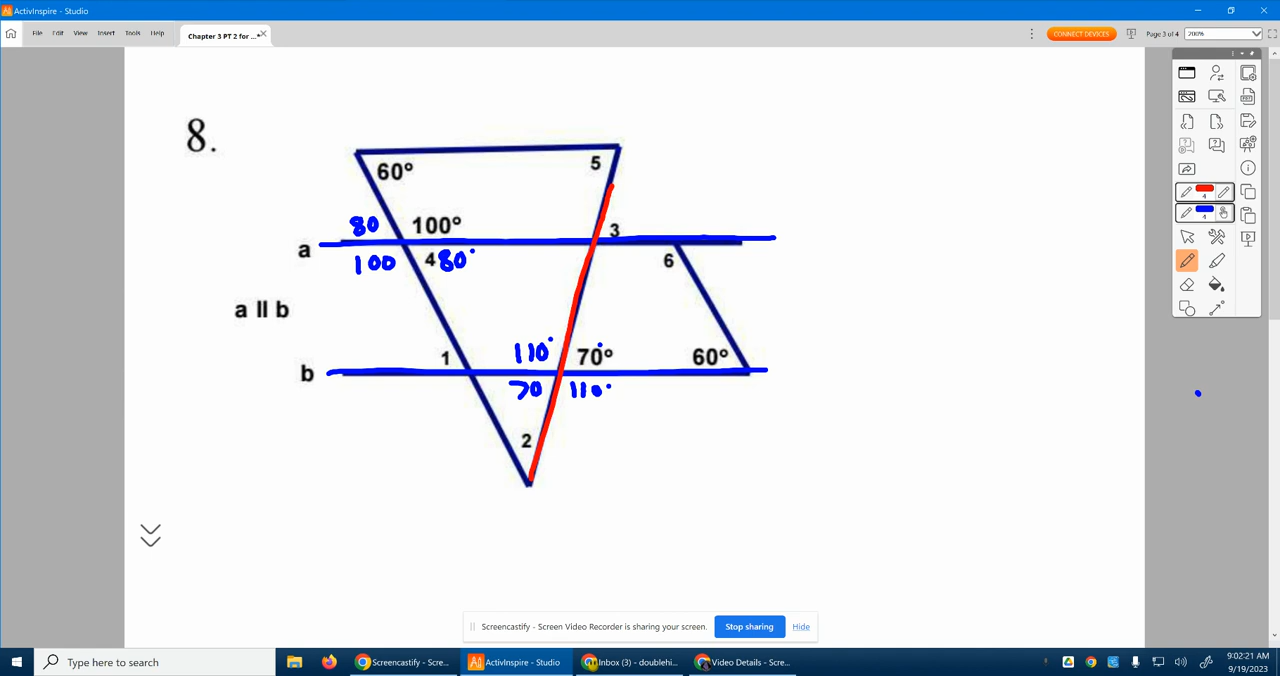 ActivInspire - Studio
File Edit View Insert Tools Help
Chapter 3 PT 2 for ...*
CONNECT DEVICES
Page 3 of 4
200%
8.
60°
5
80
100°
3
a
100
4
80°
6
a ll b
1
110°
70°
60°
b
70
110°
2
Screencastify - Screen Video Recorder is sharing your screen.
Stop sharing
Hide
Type here to search
Screencastify - Scre...
ActivInspire - Studio
Inbox (3) - doublehi...
Video Details - Scre...
9:02:21 AM
9/19/2023